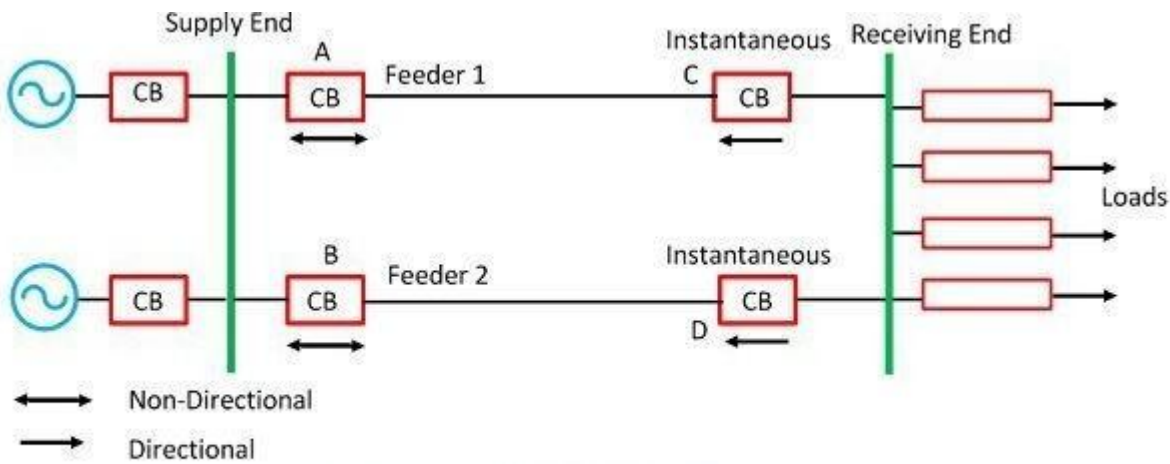 Supply End
A
Instantaneous
Receiving End
CB
CB
Feeder 1
C
CB
Loads
B
Instantaneous
CB
CB
Feeder 2
CB
D
Non-Directional
Directional